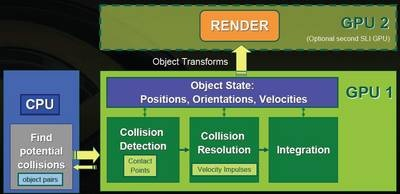 RENDER
GPU 2
(Optional second SLI GPU)
Object Transforms
Object State:
Positions, Orientations, Velocities
GPU 1
CPU
Find
potential
collisions
object pairs
Collision
Detection
Contact
Points
Collision
Resolution
Velocity Impulses
Integration